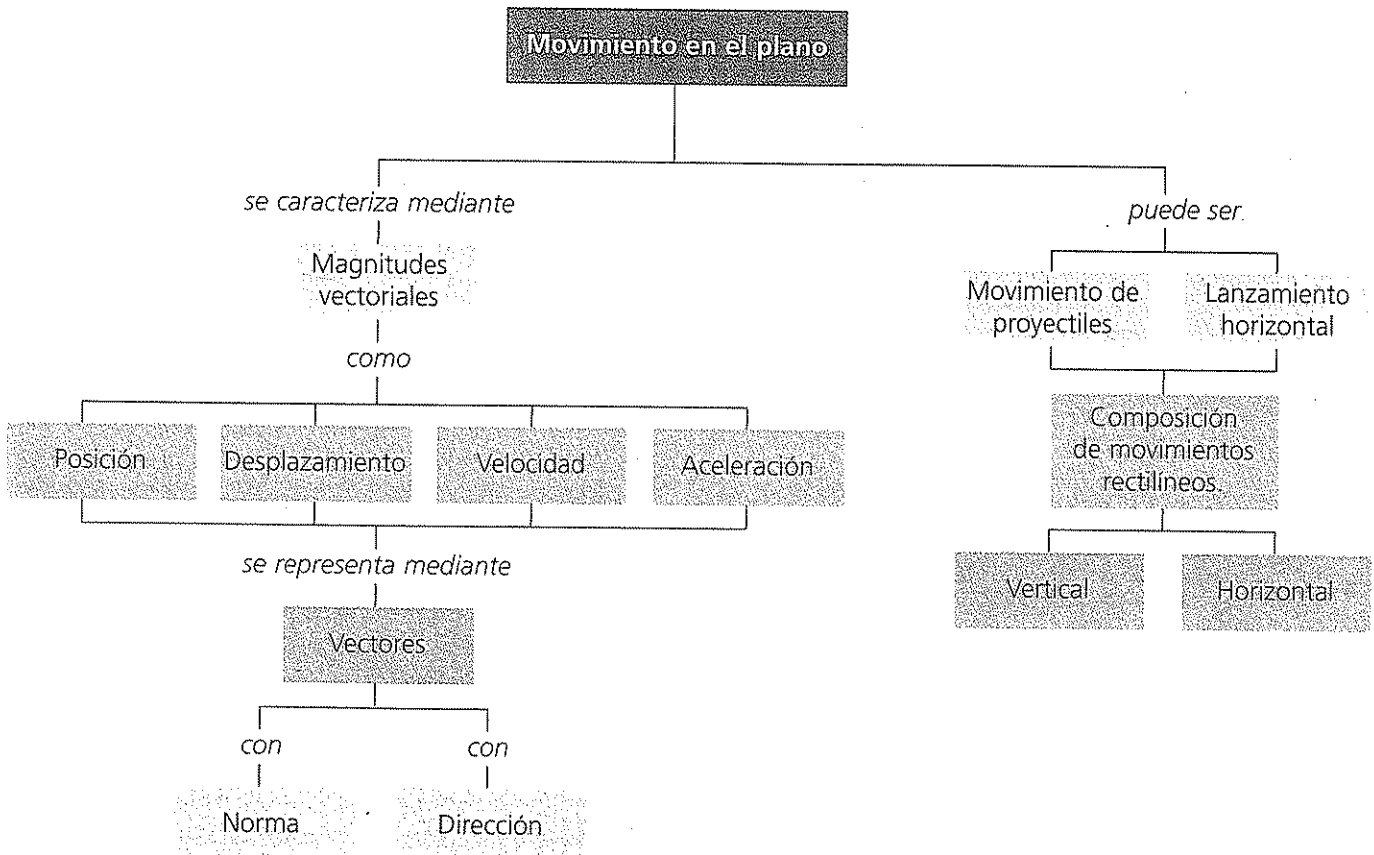 Movimiento en el plano
se caracteriza mediante
puede ser
Magnitudes
vectoriales
Movimiento de
proyectiles
Lanzamiento
horizontal
como
Posición
Desplazamiento
Velocidad
Aceleración
Composición
de movimientos
rectilíneos.
se representa mediante
Vertical
Horizontal
Vectores
con
con
Norma
Dirección